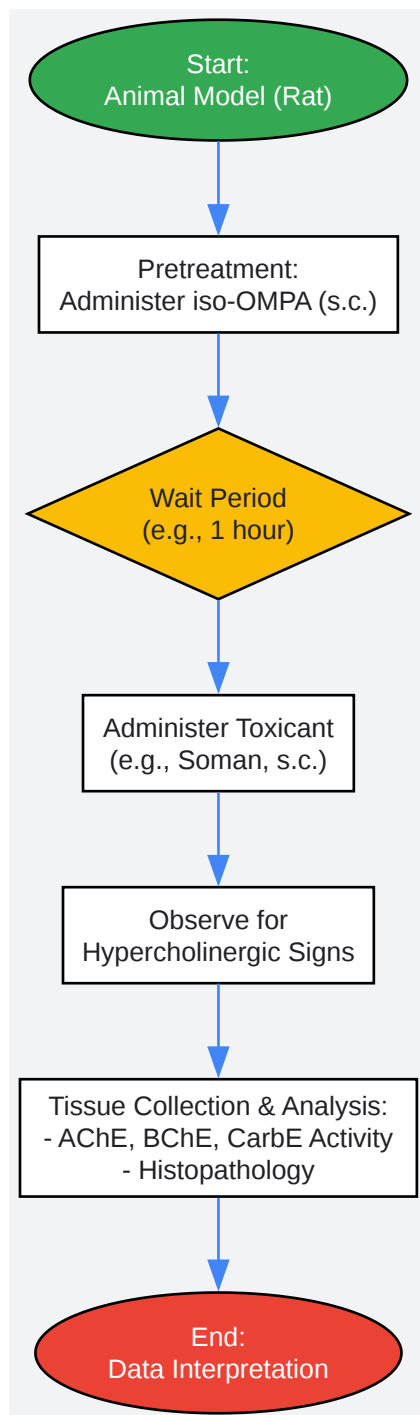 Start:
Animal Model (Rat)
Pretreatment:
Administer iso-OMPA (s.c.)
Wait Period
(e.g., 1 hour)
Administer Toxicant
(e.g., Soman, s.c.)
Observe for
Hypercholinergic Signs
Tissue Collection & Analysis:
- AChE, BChE, CarbE Activity
- Histopathology
End:
Data Interpretation